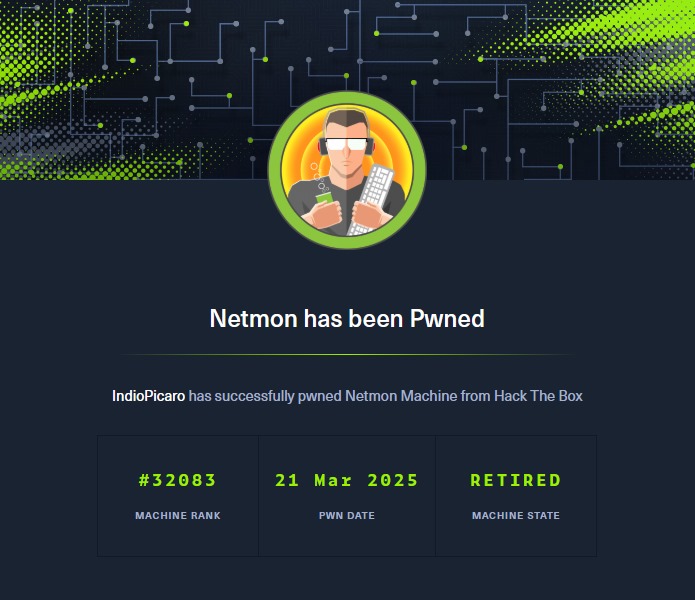 Netmon has been Pwned
IndioPicaro has successfully pwned Netmon Machine from Hack The Box
#32083
MACHINE RANK
21 Mar 2025
PWN DATE
RETIRED
MACHINE STATE